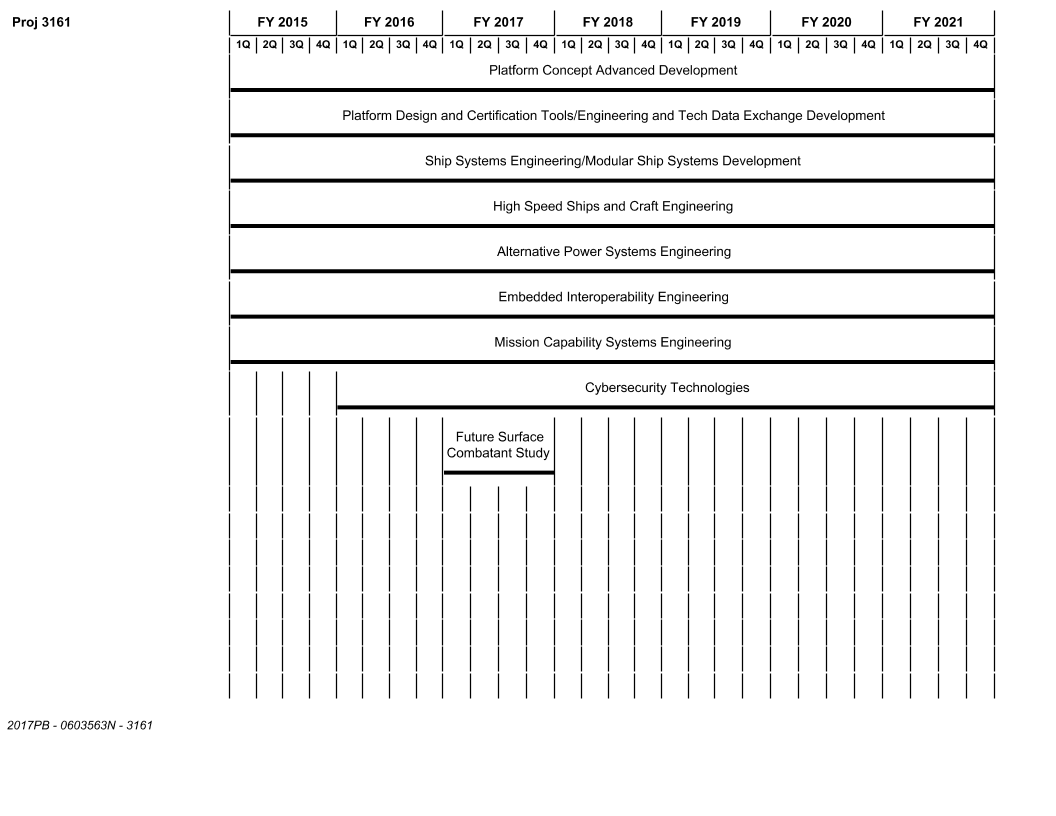 Proj 3161
FY 2015 FY 2016 FY 2017 FY 2018 FY 2019 FY 2020 FY 2021
1Q 2Q 3Q 4Q 1Q 2Q 3Q 4Q 1Q 2Q 3Q 4Q 1Q 2Q 3Q 4Q 1Q 2Q 3Q 4Q 1Q 2Q 3Q 4Q 1Q 2Q 3Q 4Q
Platform Concept Advanced Development
Platform Design and Certification Tools/Engineering and Tech Data Exchange Development
Ship Systems Engineering/Modular Ship Systems Development
High Speed Ships and Craft Engineering
Alternative Power Systems Engineering
Embedded Interoperability Engineering
Mission Capability Systems Engineering
Cybersecurity Technologies
Future Surface
Combatant Study
2017PB - 0603563N - 3161